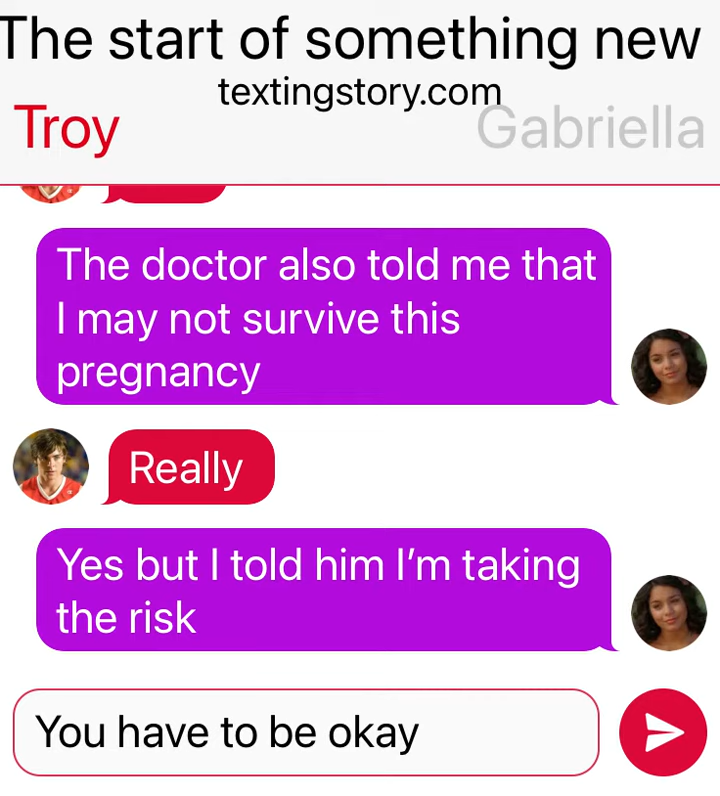 The start of something new
textingstory.com
Troy
Gabriella
The doctor also told me that
I may not survive this
pregnancy
Really
Yes but I told him I’m taking
the risk
You have to be okay